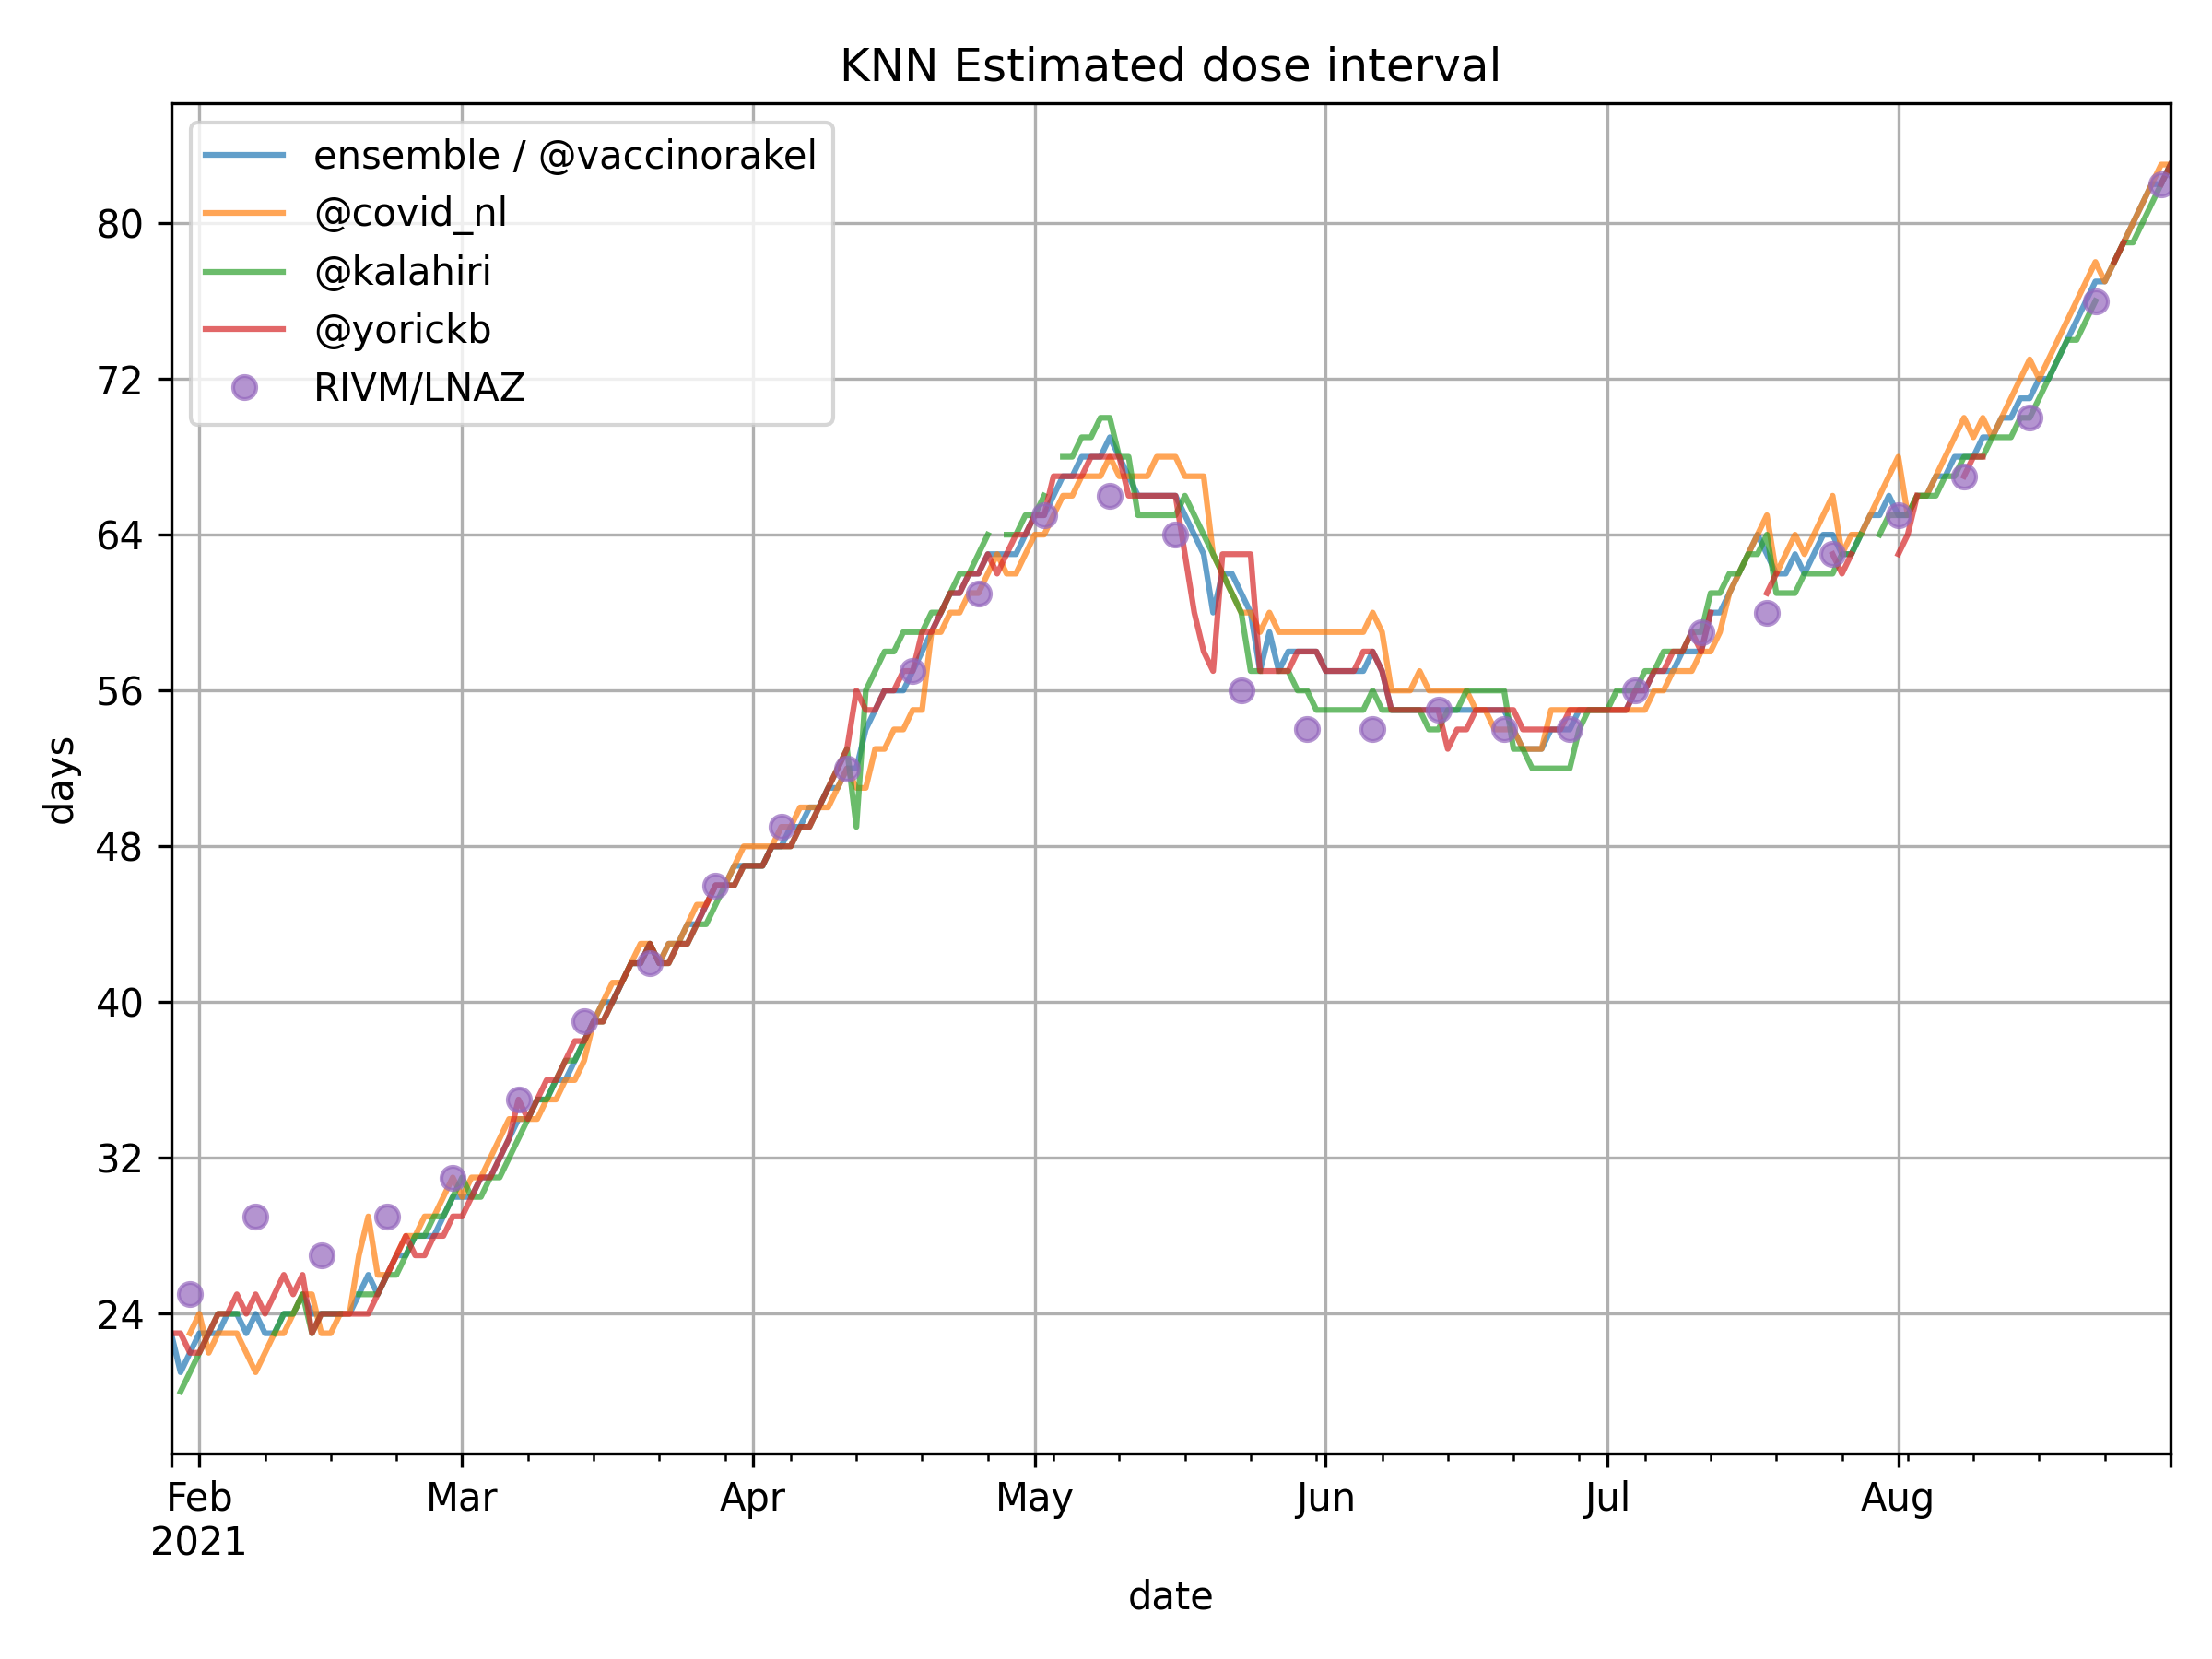 KNN Estimated dose interval
ensemble / @vaccinorakel
@covid_nl
@kalahiri
@yorickb
RIVM/LNAZ
80
72
64
56
48
40
32
24
days
Feb Mar Apr May Jun Jul Aug
2021
date